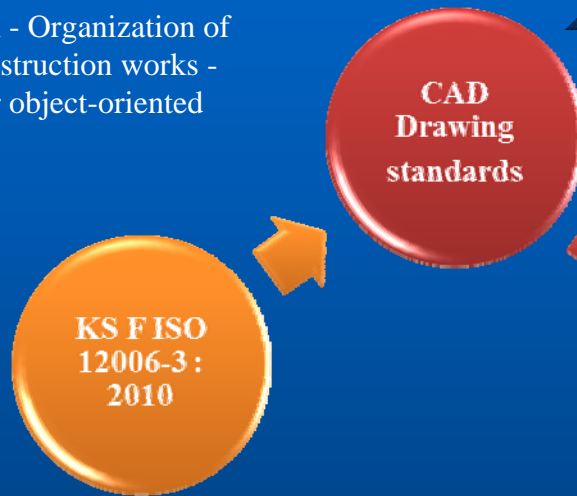 - Organization of
struction works -
object-oriented
CAD
Drawing
standards
KS F ISO
12006-3 :
2010